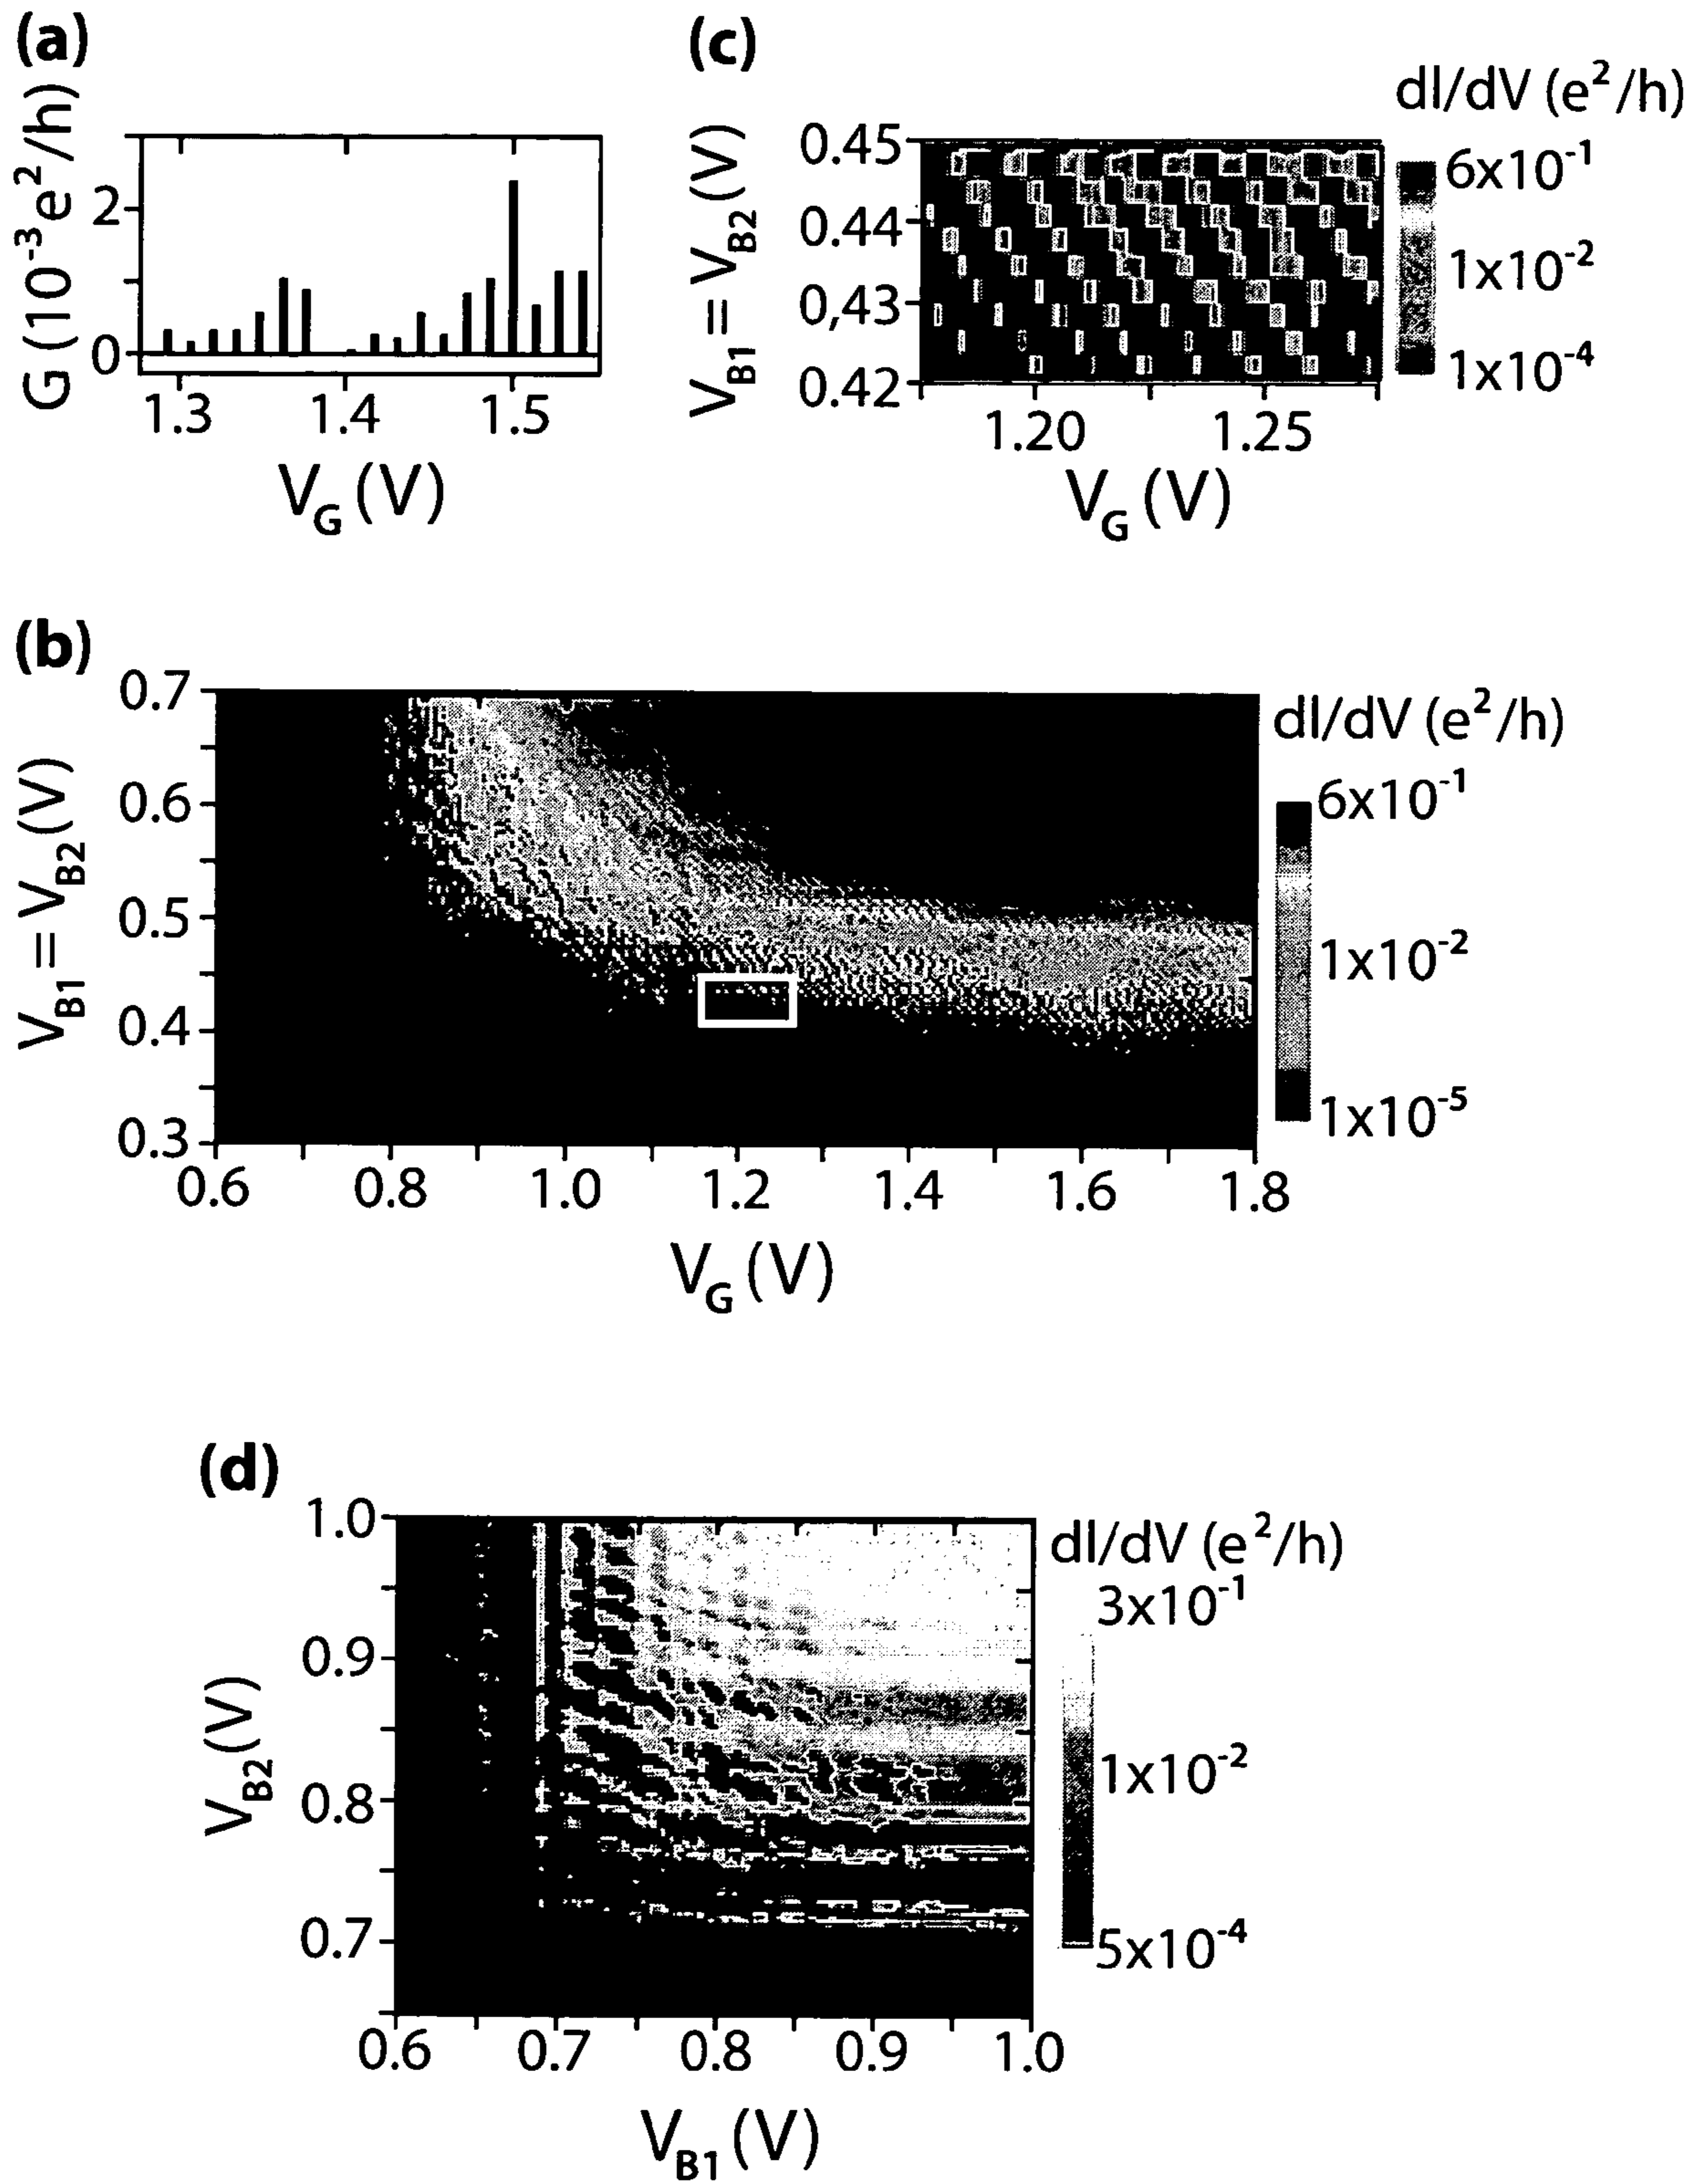 (a)
G (10⁻³e²/h)
2
0
1.3 1.4 1.5
V_G (V)
(c)
dI/dV (e²/h)
V_B1 = V_B2 (V)
0.45
0.44
0,43
0.42
1.20 1.25
V_G (V)
6x10⁻¹
1x10⁻²
1x10⁻⁴
(b)
V_B1 = V_B2 (V)
0.7
0.6
0.5
0.4
0.3
0.6 0.8 1.0 1.2 1.4 1.6 1.8
V_G (V)
dI/dV (e²/h)
6x10⁻¹
1x10⁻²
1x10⁻⁵
(d)
V_B2 (V)
1.0
0.9
0.8
0.7
0.6 0.7 0.8 0.9 1.0
V_B1 (V)
dI/dV (e²/h)
3x10⁻¹
1x10⁻²
5x10⁻⁴